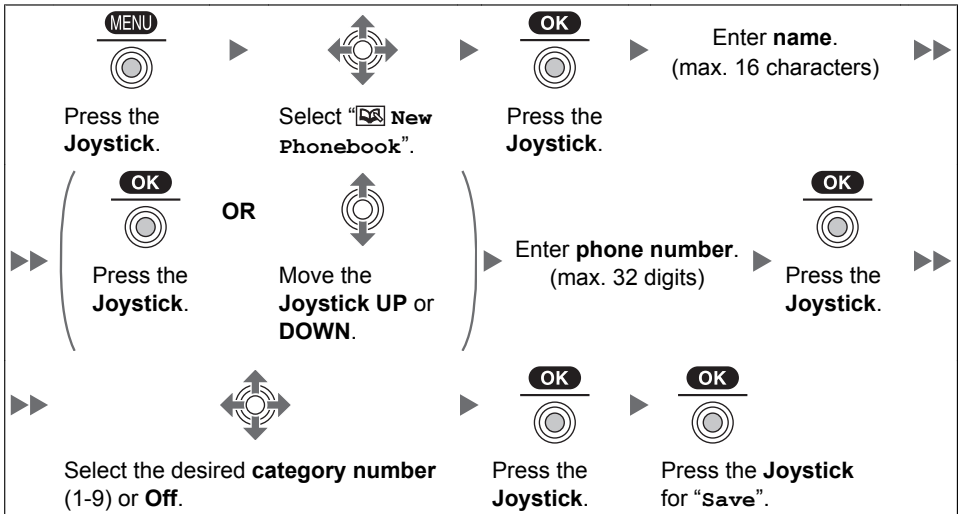 MENU
Press the
Joystick.
Select “ New
Phonebook”.
OK
Press the
Joystick.
Enter name.
(max. 16 characters)
OK
Press the
Joystick.
OR
Move the
Joystick UP or
DOWN.
Enter phone number.
(max. 32 digits)
OK
Press the
Joystick.
Select the desired category number
(1-9) or Off.
OK
Press the
Joystick.
OK
Press the Joystick
for “Save”.